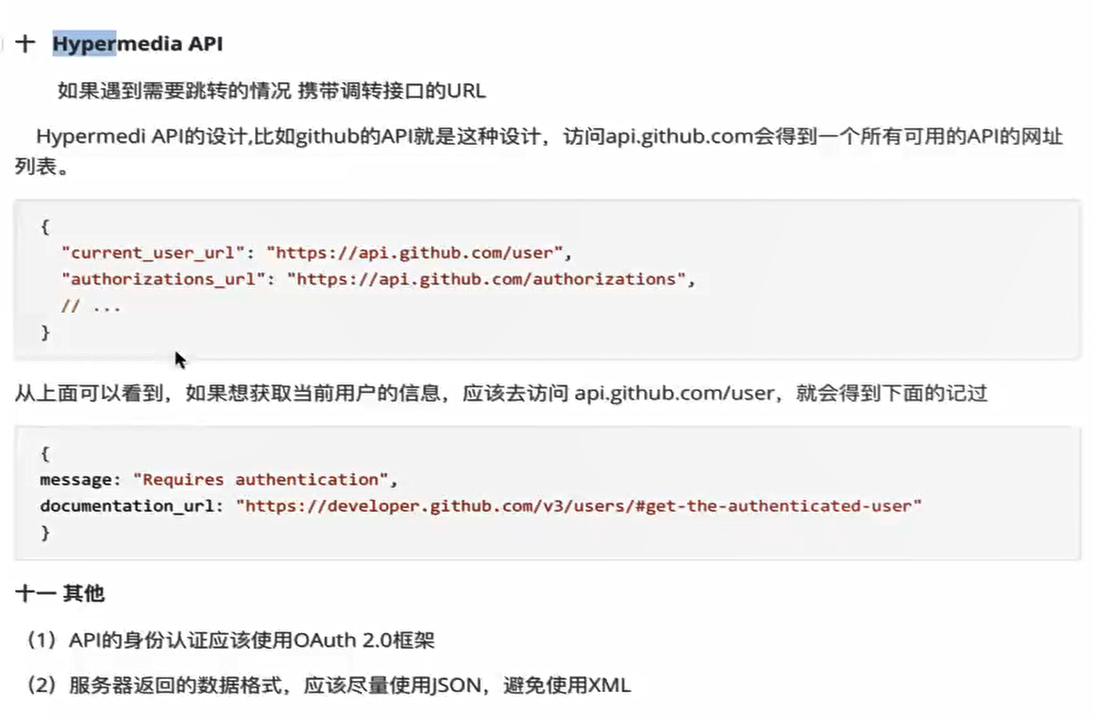 十 Hypermedia API
如果遇到需要跳转的情况 携带调转接口的URL
Hypermedi API的设计,比如github的API就是这种设计，访问api.github.com会得到一个所有可用的API的网址
列表。
{
"current_user_url": "https://api.github.com/user",
"authorizations_url": "https://api.github.com/authorizations",
// ...
}
从上面可以看到，如果想获取当前用户的信息，应该去访问 api.github.com/user，就会得到下面的记过
{
message: "Requires authentication",
documentation_url: "https://developer.github.com/v3/users/#get-the-authenticated-user"
}
十一 其他
（1）API的身份认证应该使用OAuth 2.0框架
（2）服务器返回的数据格式，应该尽量使用JSON，避免使用XML